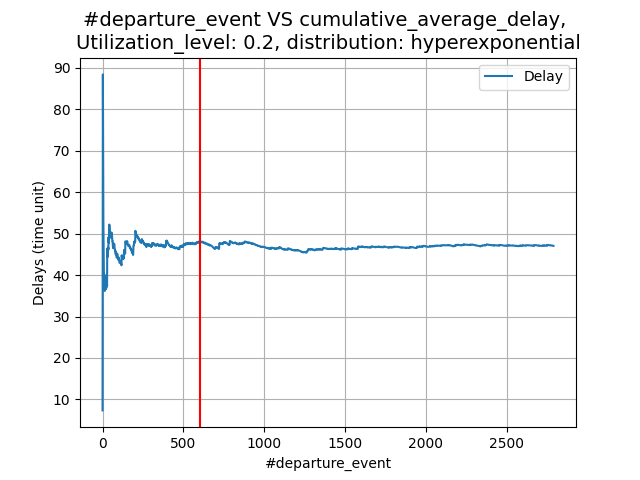 #departure_event VS cumulative_average_delay,
Utilization_level: 0.2, distribution: hyperexponential
Delay
Delays (time unit)
90
80
70
60
50
40
30
20
10
0 500 1000 1500 2000 2500
#departure_event